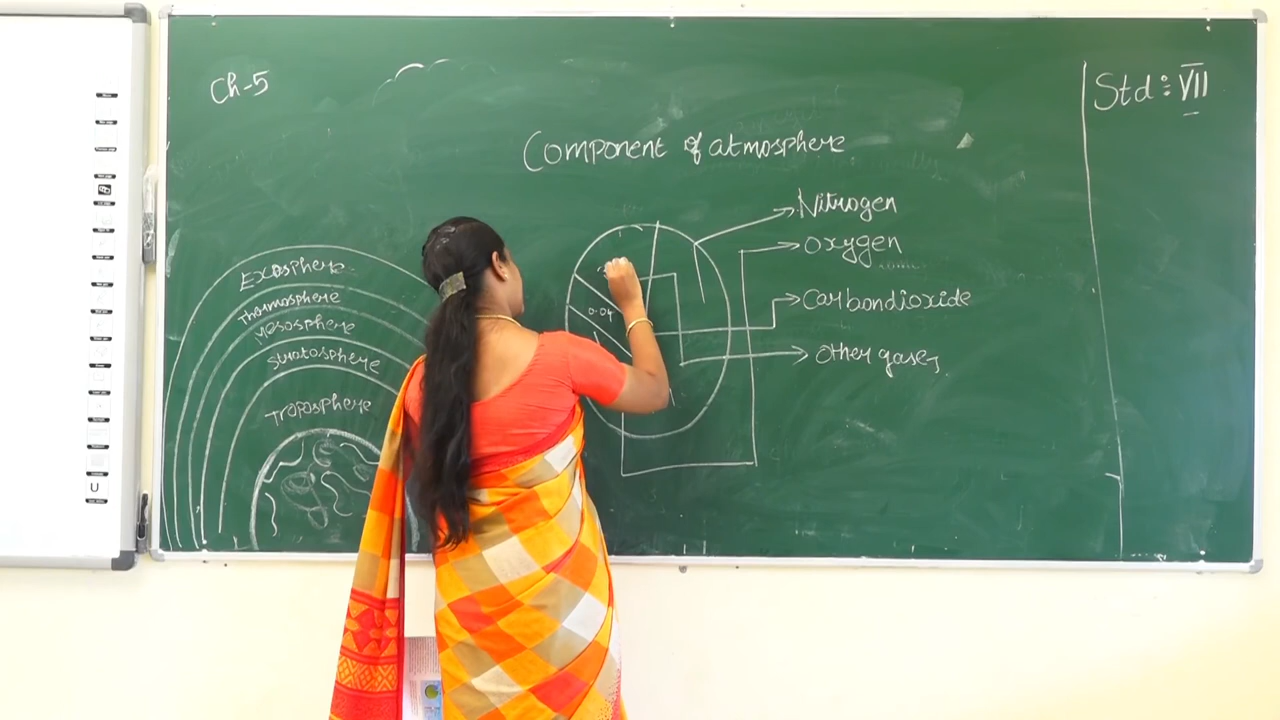 Ch-5
Std : VII
Component of atmosphere
Nitrogen
Oxygen
Carbondioxide
Other gases
Exosphere
Thermosphere
Mesosphere
Stratosphere
Troposphere
0.04
U